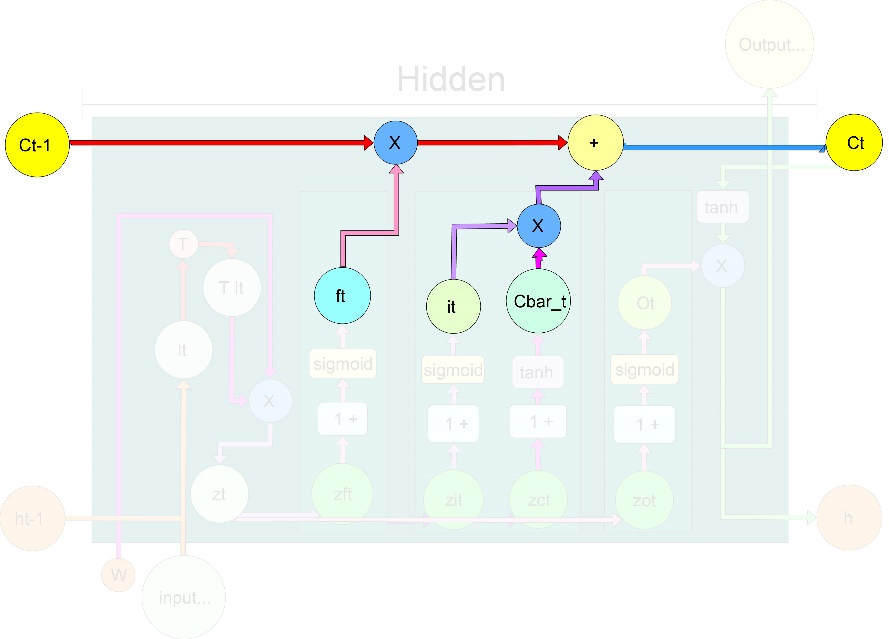 Output...
Hidden
Ct-1
X
+
Ct
tanh
T
X
X
T It
ft
it
Cbar_t
Ot
It
sigmoid
sigmoid
tanh
sigmoid
X
1 +
1 +
1 +
1 +
zt
zft
zit
zct
zot
ht-1
h
W
input...